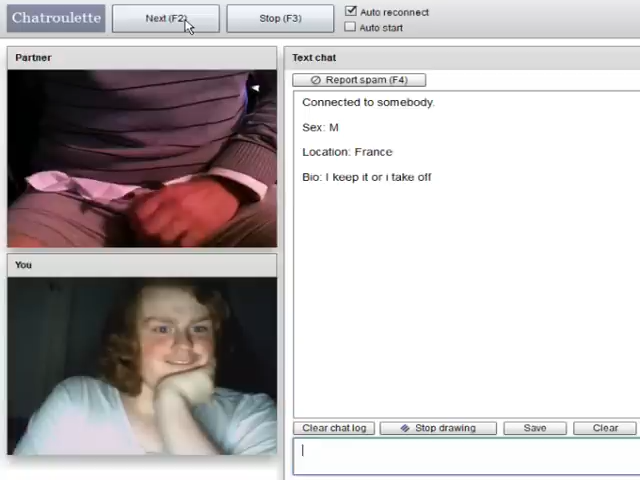 Chatroulette
Next (F2)
Stop (F3)
Auto reconnect
Auto start
Partner
Text chat
Report spam (F4)
Connected to somebody.
Sex: M
Location: France
Bio: I keep it or i take off
You
Clear chat log
Stop drawing
Save
Clear